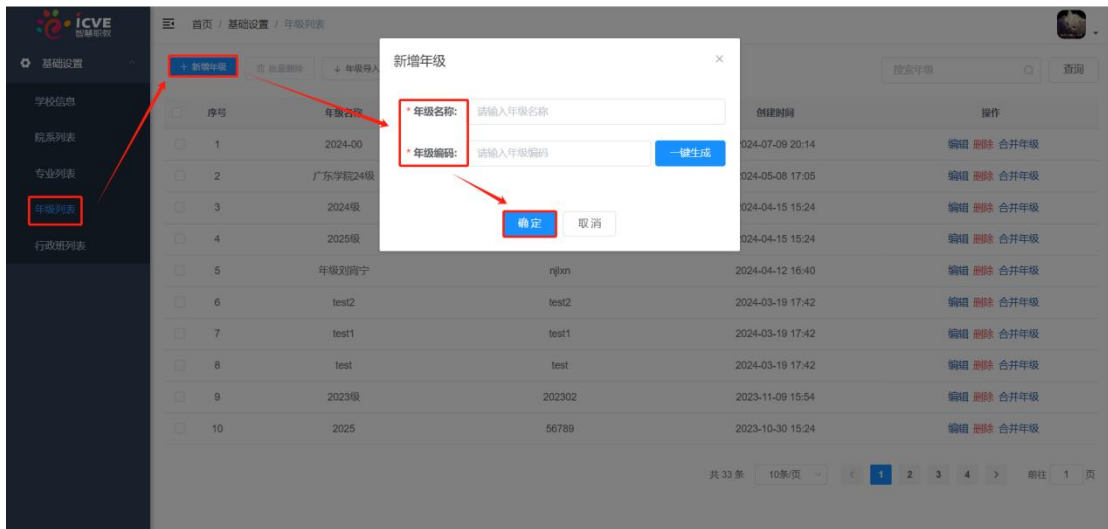 iCVE
智慧职教
首页 / 基础设置 / 年级列表
基础设置
学校信息
院系列表
专业列表
年级列表
行政班列表
+ 新增年级 批量删除 ↓ 年级导入 搜索年级 查询
新增年级 ×
* 年级名称: 请输入年级名称
* 年级编码: 请输入年级编码 一键生成
确定 取消
序号 年级名称 创建时间 操作
1 2024-00 024-07-09 20:14 编辑 删除 合并年级
2 广东学院24级 024-05-08 17:05 编辑 删除 合并年级
3 2024级 024-04-15 15:24 编辑 删除 合并年级
4 2025级 024-04-15 15:24 编辑 删除 合并年级
5 njlxn 2024-04-12 16:40 编辑 删除 合并年级
6 test2 test2 2024-03-19 17:42 编辑 删除 合并年级
7 test1 test1 2024-03-19 17:42 编辑 删除 合并年级
8 test test 2024-03-19 17:42 编辑 删除 合并年级
9 2023级 202302 2023-11-09 15:54 编辑 删除 合并年级
10 2025 56789 2023-10-30 15:24 编辑 删除 合并年级
共 33 条 10条/页 < 1 2 3 4 > 前往 1 页